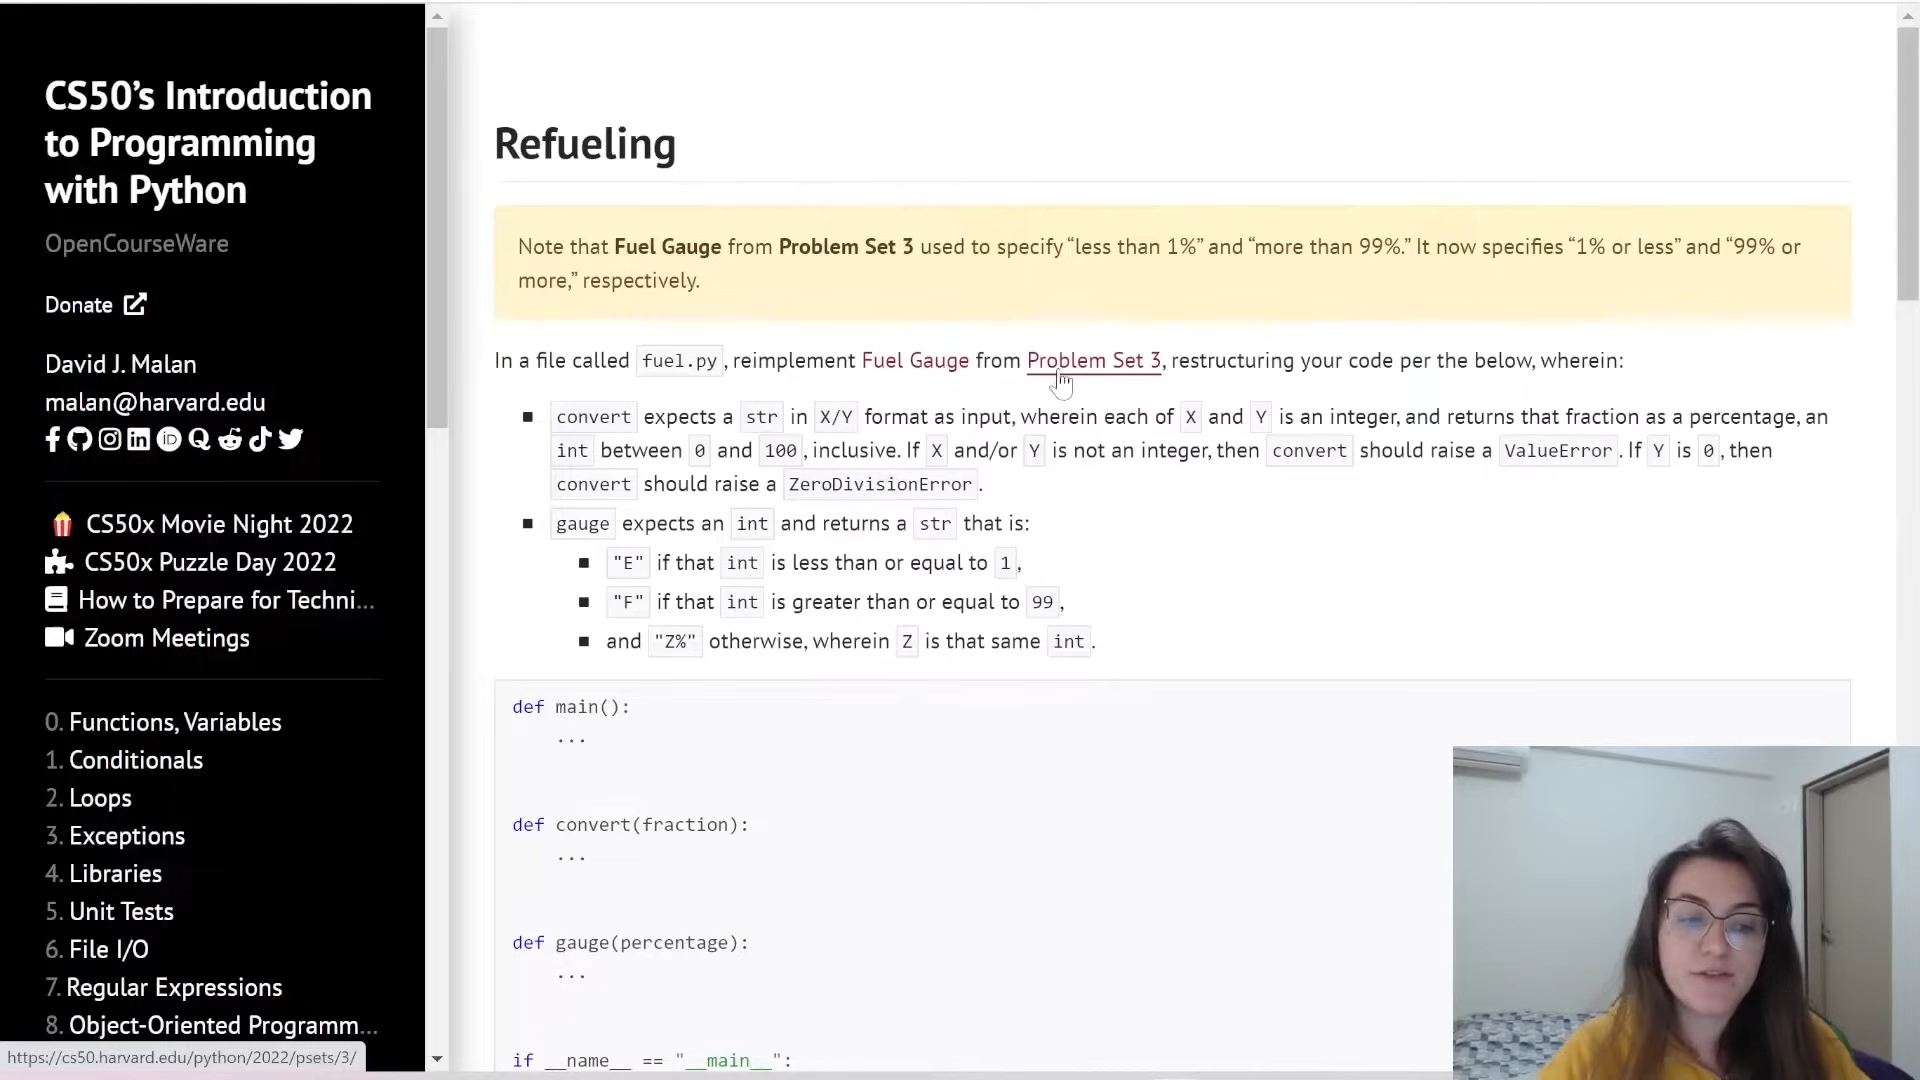 CS50’s Introduction
to Programming
with Python
OpenCourseWare
Donate
David J. Malan
malan@harvard.edu
CS50x Movie Night 2022
CS50x Puzzle Day 2022
How to Prepare for Techni...
Zoom Meetings
0. Functions, Variables
1. Conditionals
2. Loops
3. Exceptions
4. Libraries
5. Unit Tests
6. File I/O
7. Regular Expressions
8. Object-Oriented Programm...
https://cs50.harvard.edu/python/2022/psets/3/
Refueling
Note that Fuel Gauge from Problem Set 3 used to specify “less than 1%” and “more than 99%.” It now specifies “1% or less” and “99% or
more,” respectively.
In a file called fuel.py, reimplement Fuel Gauge from Problem Set 3, restructuring your code per the below, wherein:
convert expects a str in X/Y format as input, wherein each of X and Y is an integer, and returns that fraction as a percentage, an
int between 0 and 100, inclusive. If X and/or Y is not an integer, then convert should raise a ValueError. If Y is 0, then
convert should raise a ZeroDivisionError.
gauge expects an int and returns a str that is:
"E" if that int is less than or equal to 1,
"F" if that int is greater than or equal to 99,
and "Z%" otherwise, wherein Z is that same int.
def main():
...
def convert(fraction):
...
def gauge(percentage):
...
if __name__ == "__main__":